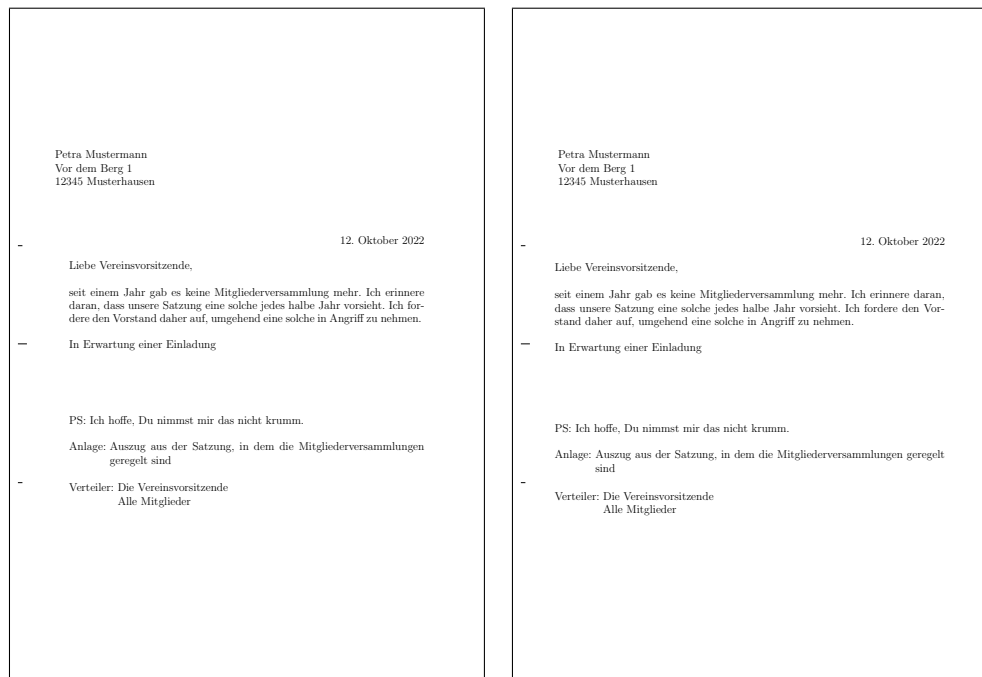 Petra Mustermann
Vor dem Berg 1
12345 Musterhausen
12. Oktober 2022
Liebe Vereinsvorsitzende,
seit einem Jahr gab es keine Mitgliederversammlung mehr. Ich erinnere
daran, dass unsere Satzung eine solche jedes halbe Jahr vorsieht. Ich for-
dere den Vorstand daher auf, umgehend eine solche in Angriff zu nehmen.
In Erwartung einer Einladung
PS: Ich hoffe, Du nimmst mir das nicht krumm.
Anlage: Auszug aus der Satzung, in dem die Mitgliederversammlungen
geregelt sind
Verteiler: Die Vereinsvorsitzende
Alle Mitglieder
Petra Mustermann
Vor dem Berg 1
12345 Musterhausen
12. Oktober 2022
Liebe Vereinsvorsitzende,
seit einem Jahr gab es keine Mitgliederversammlung mehr. Ich erinnere daran,
dass unsere Satzung eine solche jedes halbe Jahr vorsieht. Ich fordere den Vor-
stand daher auf, umgehend eine solche in Angriff zu nehmen.
In Erwartung einer Einladung
PS: Ich hoffe, Du nimmst mir das nicht krumm.
Anlage: Auszug aus der Satzung, in dem die Mitgliederversammlungen geregelt
sind
Verteiler: Die Vereinsvorsitzende
Alle Mitglieder